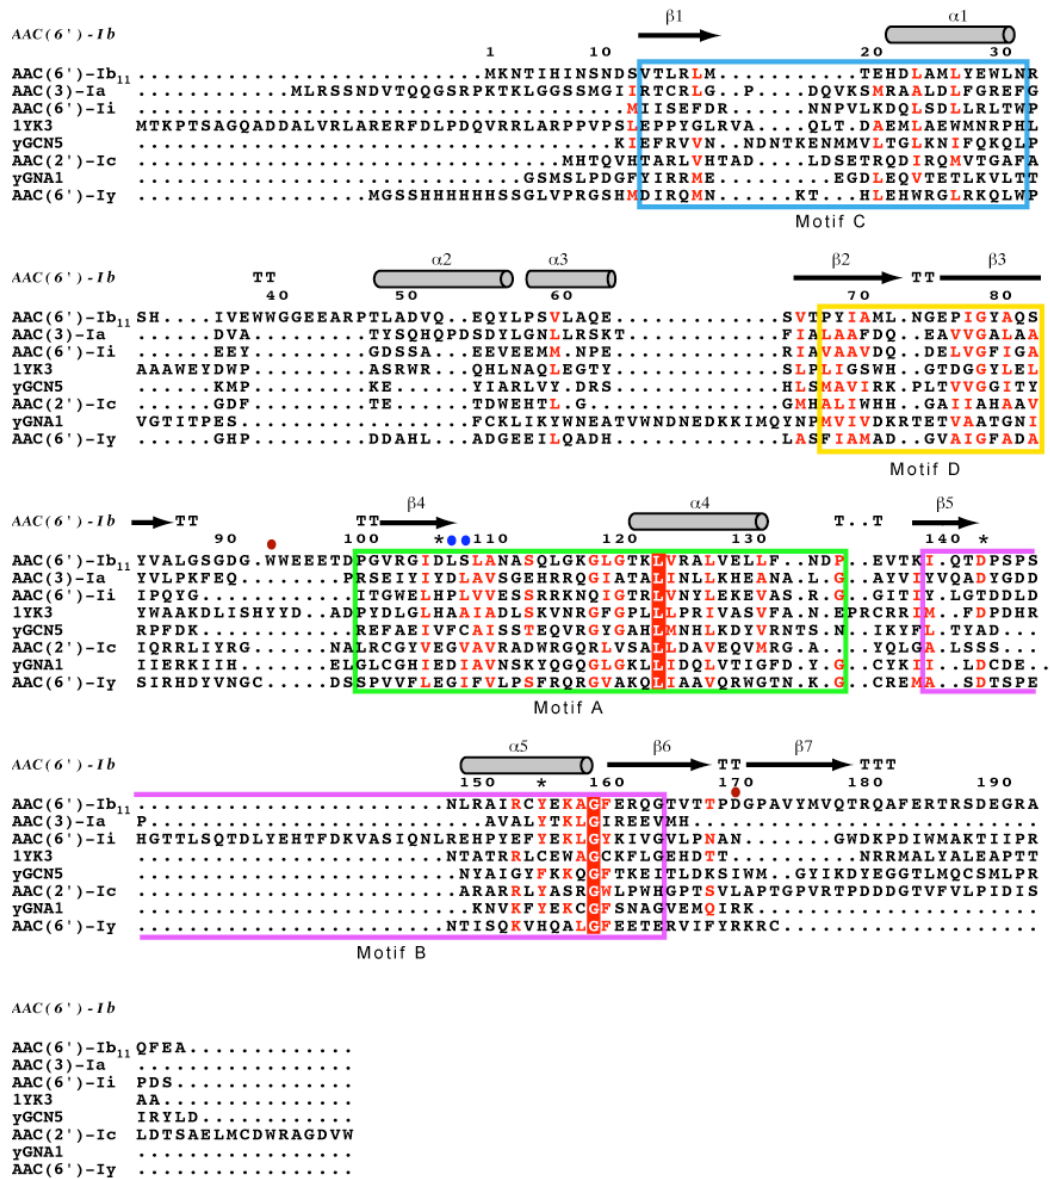 β1 α1
AAC(6')-Ib
1 10 20 30
AAC(6')-Ib11 ...........................MKNTIHINSNDSVTLRLM...........TEHDLAMLYEWLNR
AAC(3)-Ia ............MLRSSNDVTQQGSRPKTKLGGSSMGIIRTCRLG..P....DQVKSMRAALDLFGREFG
AAC(6')-Ii ......................................MIISEFDR......NNPVLKDQLSDLLRLTWP
1YK3 MTKPTSAGQADDALVRLARERFDLPDQVRRLARPPVPSLEPPYGLRVA...QLT.DAEMLAEWMNRPHL
yGCN5 .....................................KIEFRVVN...NDNTKENMMVLTGLKNIFQKQLP
AAC(2')-Ic .................................MHTQVHTARLVHTAD...LDSETRQDIRQMVTGAFA
yGNA1 ..............................GSMSLPDGFYIRRME........EGDLEQVTETLKVLTT
AAC(6')-Iy ..................MGSSHHHHHHSSGLVPRGSHMDIRQMN.....KT..HLEHWRGLRKQLWP
Motif C
α2 α3 β2 β3
AAC(6')-Ib TT TT
40 50 60 70 80
AAC(6')-Ib11 SH....IVEWWGGEEARPTLADVQ..EQYLPSVLAQE..............SVTPYIAML.NGEPIGYAQS
AAC(3)-Ia ......DVA.........TYSQHQPDSDYLGNLLRSKT.............FIALAAFDQ..EAVVGALAA
AAC(6')-Ii ......EEY.........GDSSA...EEVEEMM.NPE..............RIAVAAVDQ..DELVGFIGA
1YK3 AAAWEYDWP.........ASRWR...QHLNAQLEGTY..............SLPLIGSWH..GTDGGYLEL
yGCN5 ......KMP.........KE......YIARLVY.DRS..............HLSMAVIRK.PLTVVGGITY
AAC(2')-Ic ......GDF.........TE......TDWEHTL.G................GMHALIWHH..GAIIAHAAV
yGNA1 VGTITPES.................FCKLIKYWNEATVWNDNEDKKIMQYNPMVIVDKRTETVAATGNI
AAC(6')-Iy ......GHP.........DDAHL...ADGEEILQADH..............LASFIAMAD..GVAIGFADA
Motif D
β4 α4 β5
AAC(6')-Ib TT TT T..T
90 100 * 110 120 130 140 *
AAC(6')-Ib11 YVALGSGDG.WWEEETDPGVRGIDLSLANASQLGKGLGTKLVRALVELLF..NDP..EVTKI.QTDPSPS
AAC(3)-Ia YVLPKFEQ.........PRSEIYIYDLAVSGEHRRQGIATALINLLKHEANA.L.G...AYVIYVQADYGDD
AAC(6')-Ii IPQYG............ITGWELHPLVVESSRRKNQIGTRLVNYLEKEVAS.R.G...GITIYLGTDDLD
1YK3 YWAAKDLISHYYD..ADPYDLGLHAAIADLSKVNRGFGPLLLPRIVASVFA.NEPRCRRIM..FDPDHR
yGCN5 RPFDK............REFAEIVFCAISSTEQVRGYGAHLMNHLKDYVRNTS.N..IKYFL.TYAD...
AAC(2')-Ic IQRRLIYRG.....NALRCGYVEGVAVRADWRGQRLVSALLDAVEQVMRG.A....YQLGALSSS...
yGNA1 IIERKIIH......ELGLCGHIEDIAVNSKYQGQGLGKLLIDQLVTIGFD.Y.G..CYKII.LDCDE..
AAC(6')-Iy SIRHDYVNGC.....DSSPVVFLEGIFVLPSFRQRGVAKQLIAAVQRWGTN.K.G..CREMA..SDTSPE
Motif A
α5 β6 β7
AAC(6')-Ib TT TTT
150 * 160 170 180 190
AAC(6')-Ib11 ........................NLRAIRCYEKAGFERQGTVTTPDGPAVYMVQTRQAFERTRSDEGRA
AAC(3)-Ia P..........................AVALYTKLGIREEVMH...........................
AAC(6')-Ii HGTTLSQTDLYEHTFDKVASIQNLREHPYEFYEKLGYKIVGVLPNAN.......GWDKPDIWMAKTIIPR
1YK3 ........................NTATRRLCEWAGCKFLGEHDTT........NRRMALYALEAPTT
yGCN5 ........................NYAIGYFKKQGFTKEITLDKSIWM...GYIKDYEGGTLMQCSMLPR
AAC(2')-Ic ........................ARARRLYASRGWLPWHGPTSVLAPTGPVRTPDDDGTVFVLPIDIS
yGNA1 ..........................KNVKFYEKCGFSNAGVEMQIRK......................
AAC(6')-Iy ........................NTISQKVHQALGFEETERVIFYRKRC....................
Motif B
AAC(6')-Ib
AAC(6')-Ib11 QFEA.............
AAC(3)-Ia .................
AAC(6')-Ii PDS..............
1YK3 AA...............
yGCN5 IRYLD............
AAC(2')-Ic LDTSAELMCDWRAGDVW
yGNA1 .................
AAC(6')-Iy .................